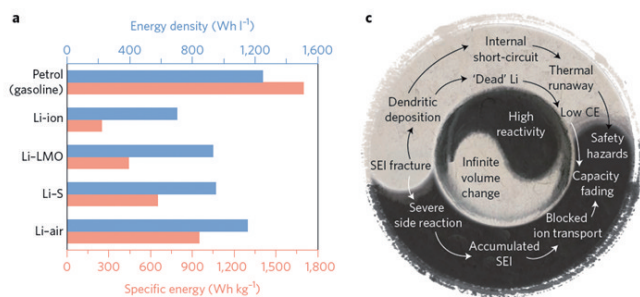 a
Energy density (Wh l⁻¹)
0 400 800 1,200 1,600
Petrol
(gasoline)
Li-ion
Li–LMO
Li–S
Li–air
0 300 600 900 1,200 1,500 1,800
Specific energy (Wh kg⁻¹)
c
Internal
short-circuit
Thermal
runaway
'Dead' Li
Dendritic
deposition
Low CE
High
reactivity
Safety
hazards
SEI fracture
Infinite
volume
change
Capacity
fading
Severe
side reaction
Blocked
ion transport
Accumulated
SEI